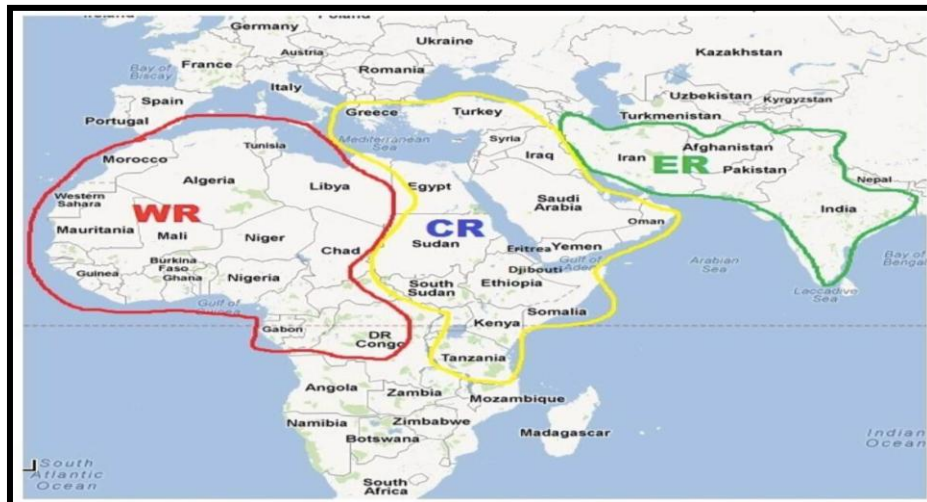 Germany
Ukraine
Kazakhstan
Austria
Bay of
Biscay
France
Romania
Italy
Uzbekistan
Kyrgyzstan
Spain
Greece
Turkey
Turkmenistan
Portugal
Mediterranean
Sea
Syria
Tunisia
Afghanistan
Morocco
Iraq
Iran
ER
Pakistan
Algeria
Libya
Egypt
Nepal
Western
Sahara
WR
Saudi
Arabia
India
Mauritania
Mali
Niger
CR
Oman
Chad
Sudan
Eritrea
Yemen
Arabian
Sea
Bay of
Bengal
Guinea
Burkina
Faso
Ghana
Nigeria
Djibouti
Gulf of
Aden
South
Sudan
Ethiopia
Laccadive
Sea
Gulf of
Somalia
Gabon
DR
Congo
Kenya
Tanzania
Angola
Zambia
Mozambique
Namibia
Zimbabwe
Botswana
Madagascar
Indian
Ocean
South
Atlantic
Ocean
South
Africa